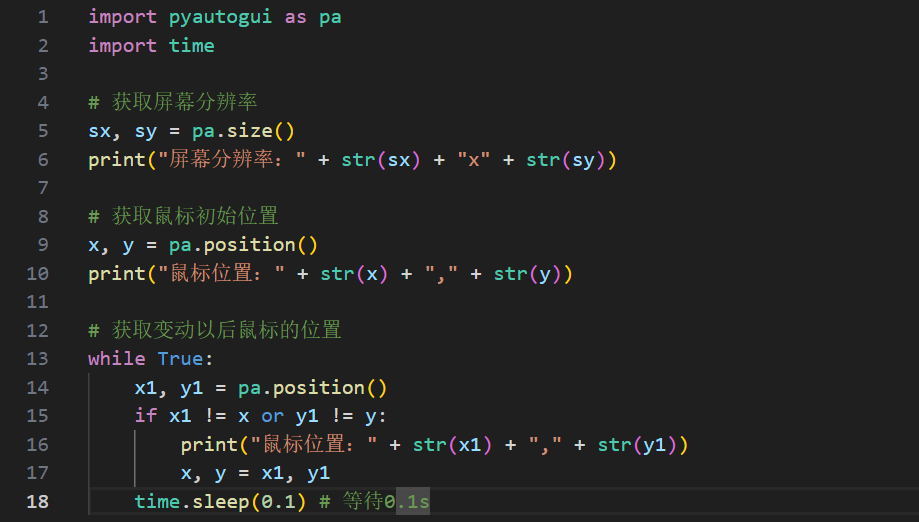 1 import pyautogui as pa
2 import time
3
4 # 获取屏幕分辨率
5 sx, sy = pa.size()
6 print("屏幕分辨率：" + str(sx) + "x" + str(sy))
7
8 # 获取鼠标初始位置
9 x, y = pa.position()
10 print("鼠标位置：" + str(x) + "," + str(y))
11
12 # 获取变动以后鼠标的位置
13 while True:
14     x1, y1 = pa.position()
15     if x1 != x or y1 != y:
16         print("鼠标位置：" + str(x1) + "," + str(y1))
17         x, y = x1, y1
18     time.sleep(0.1) # 等待0.1s